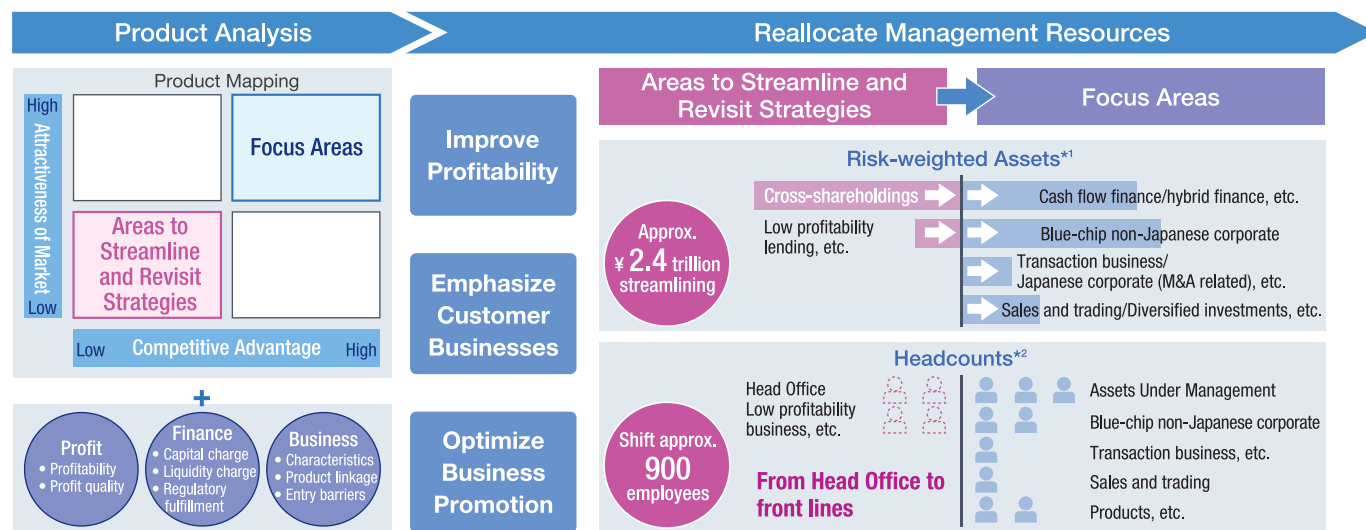 Product Analysis
Reallocate Management Resources
Product Mapping
High
Attractiveness of Market
Low
Focus Areas
Areas to
Streamline
and Revisit
Strategies
Low
Competitive Advantage
High
+
Profit
• Profitability
• Profit quality
Finance
• Capital charge
• Liquidity charge
• Regulatory
fulfillment
Business
• Characteristics
• Product linkage
• Entry barriers
Improve
Profitability
Emphasize
Customer
Businesses
Optimize
Business
Promotion
Areas to Streamline and
Revisit Strategies
Focus Areas
Risk-weighted Assets*1
Approx.
¥ 2.4 trillion
streamlining
Cross-shareholdings
Low profitability
lending, etc.
Cash flow finance/hybrid finance, etc.
Blue-chip non-Japanese corporate
Transaction business/
Japanese corporate (M&A related), etc.
Sales and trading/Diversified investments, etc.
Headcounts*2
Shift approx.
900
employees
Head Office
Low profitability
business, etc.
From Head Office to
front lines
Assets Under Management
Blue-chip non-Japanese corporate
Transaction business, etc.
Sales and trading
Products, etc.